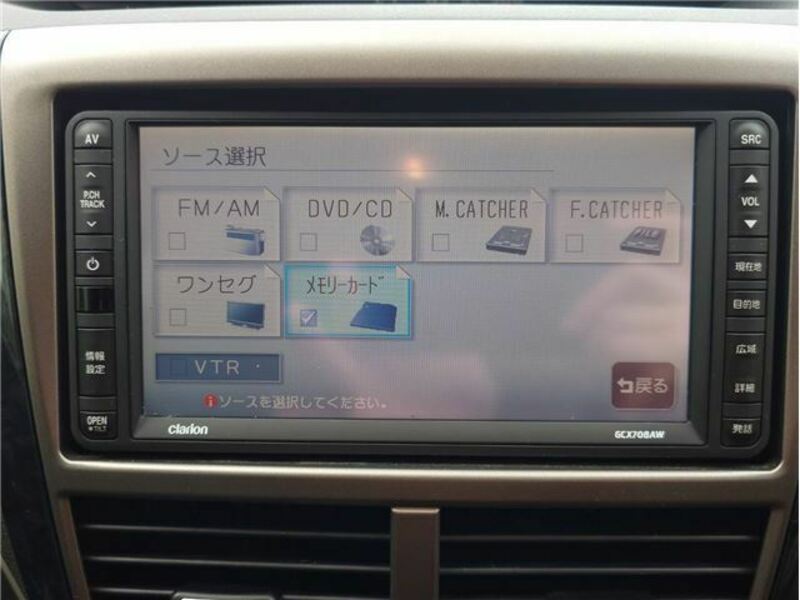 AV
P.CH
TRACK
情報
設定
OPEN
TILT
ソース選択
FM/AM
DVD/CD
M.CATCHER
F.CATCHER
ワンセグ
メモリーカード
VTR
ソースを選択してください。
戻る
Clarion
GCX708AW
SRC
VOL
現在地
目的地
広域
詳細
発話